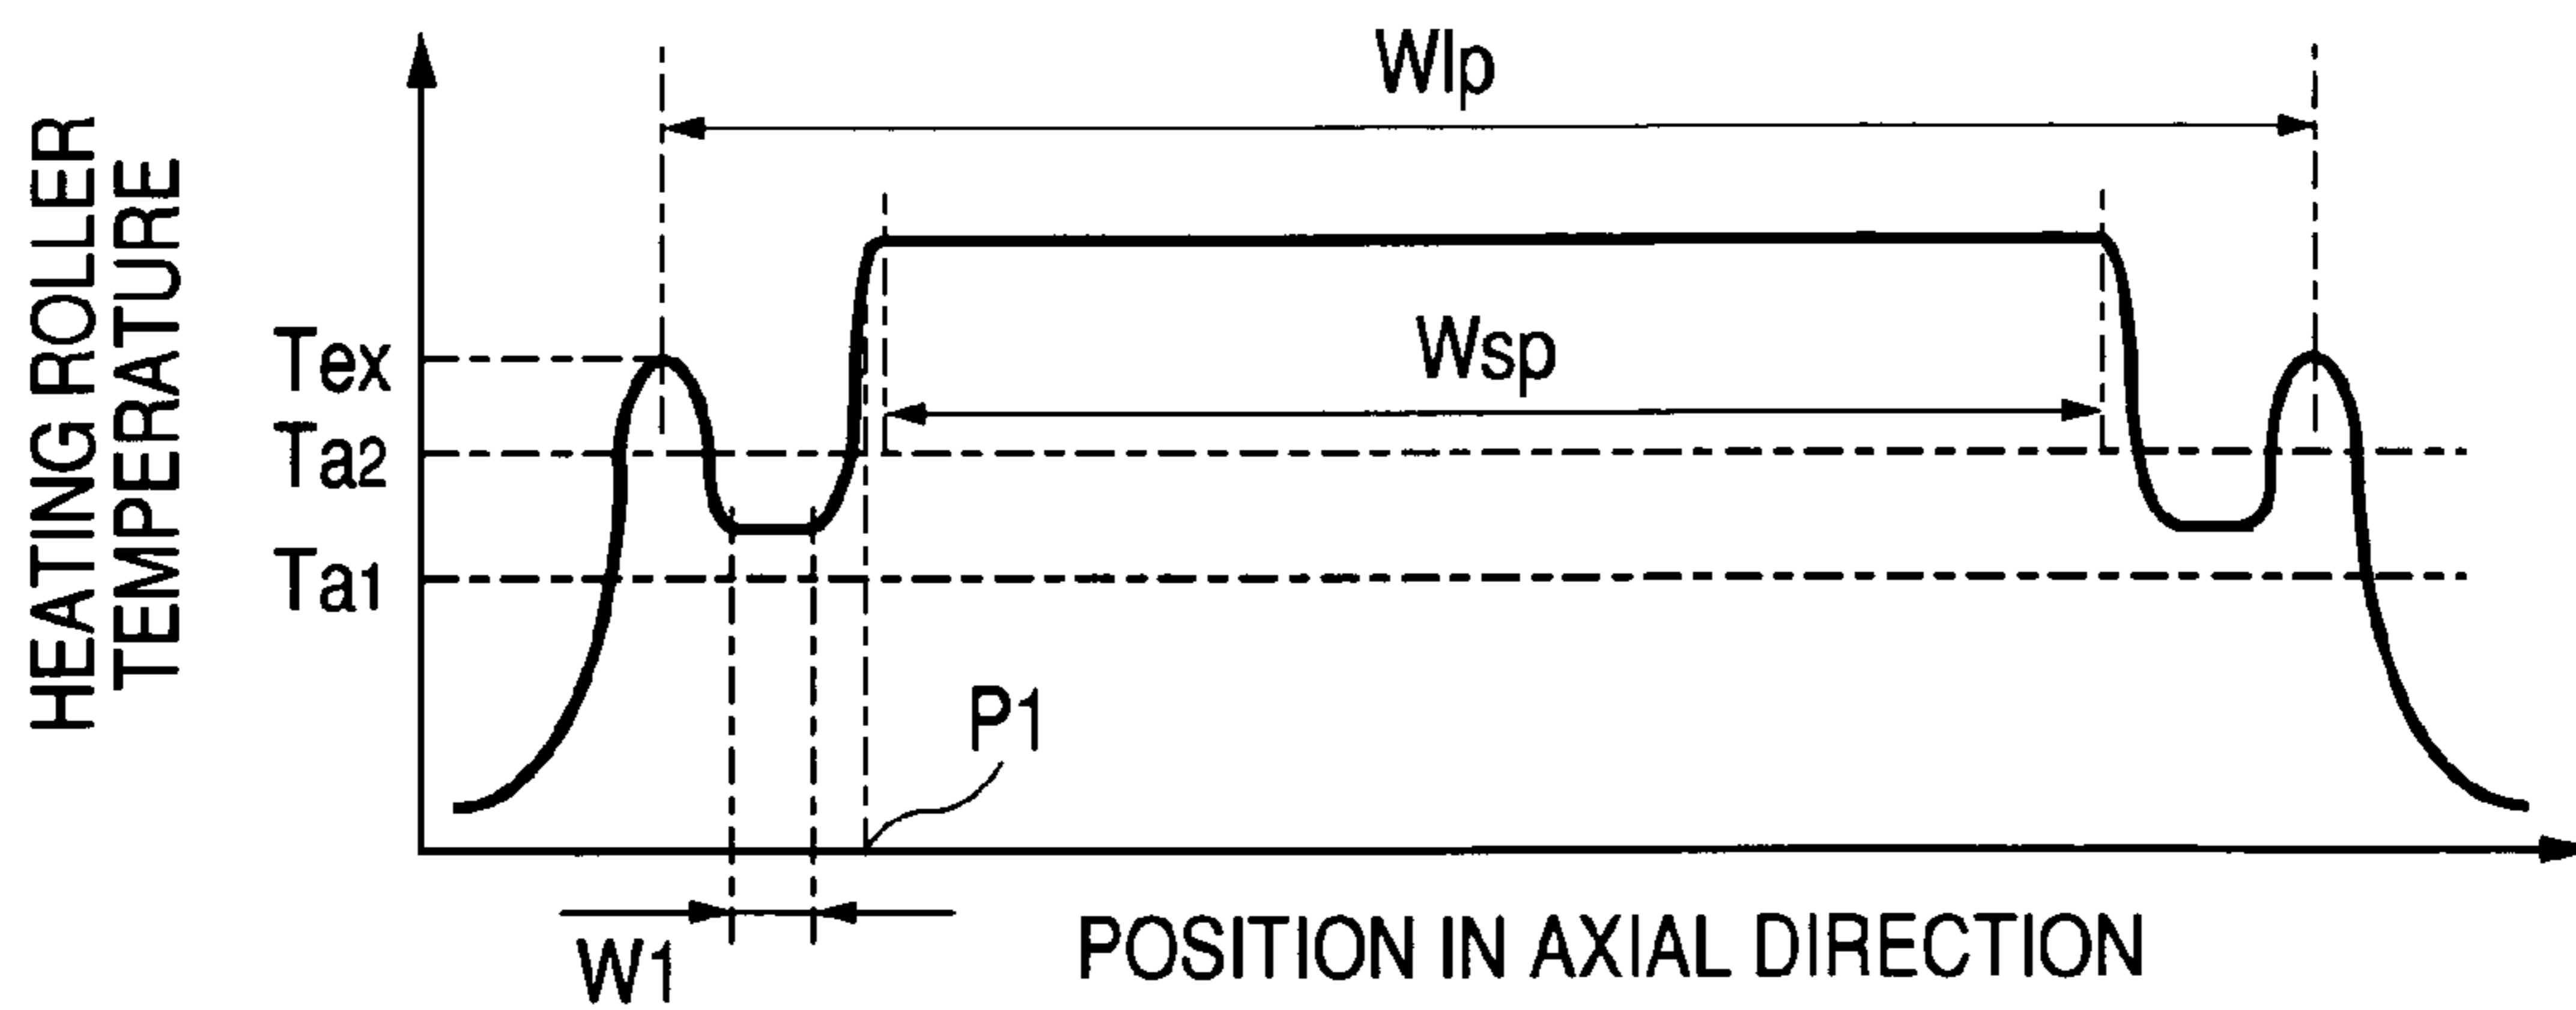 HEATING ROLLER
TEMPERATURE
Wlp
Tex
Wsp
Ta2
Ta1
P1
W1
POSITION IN AXIAL DIRECTION